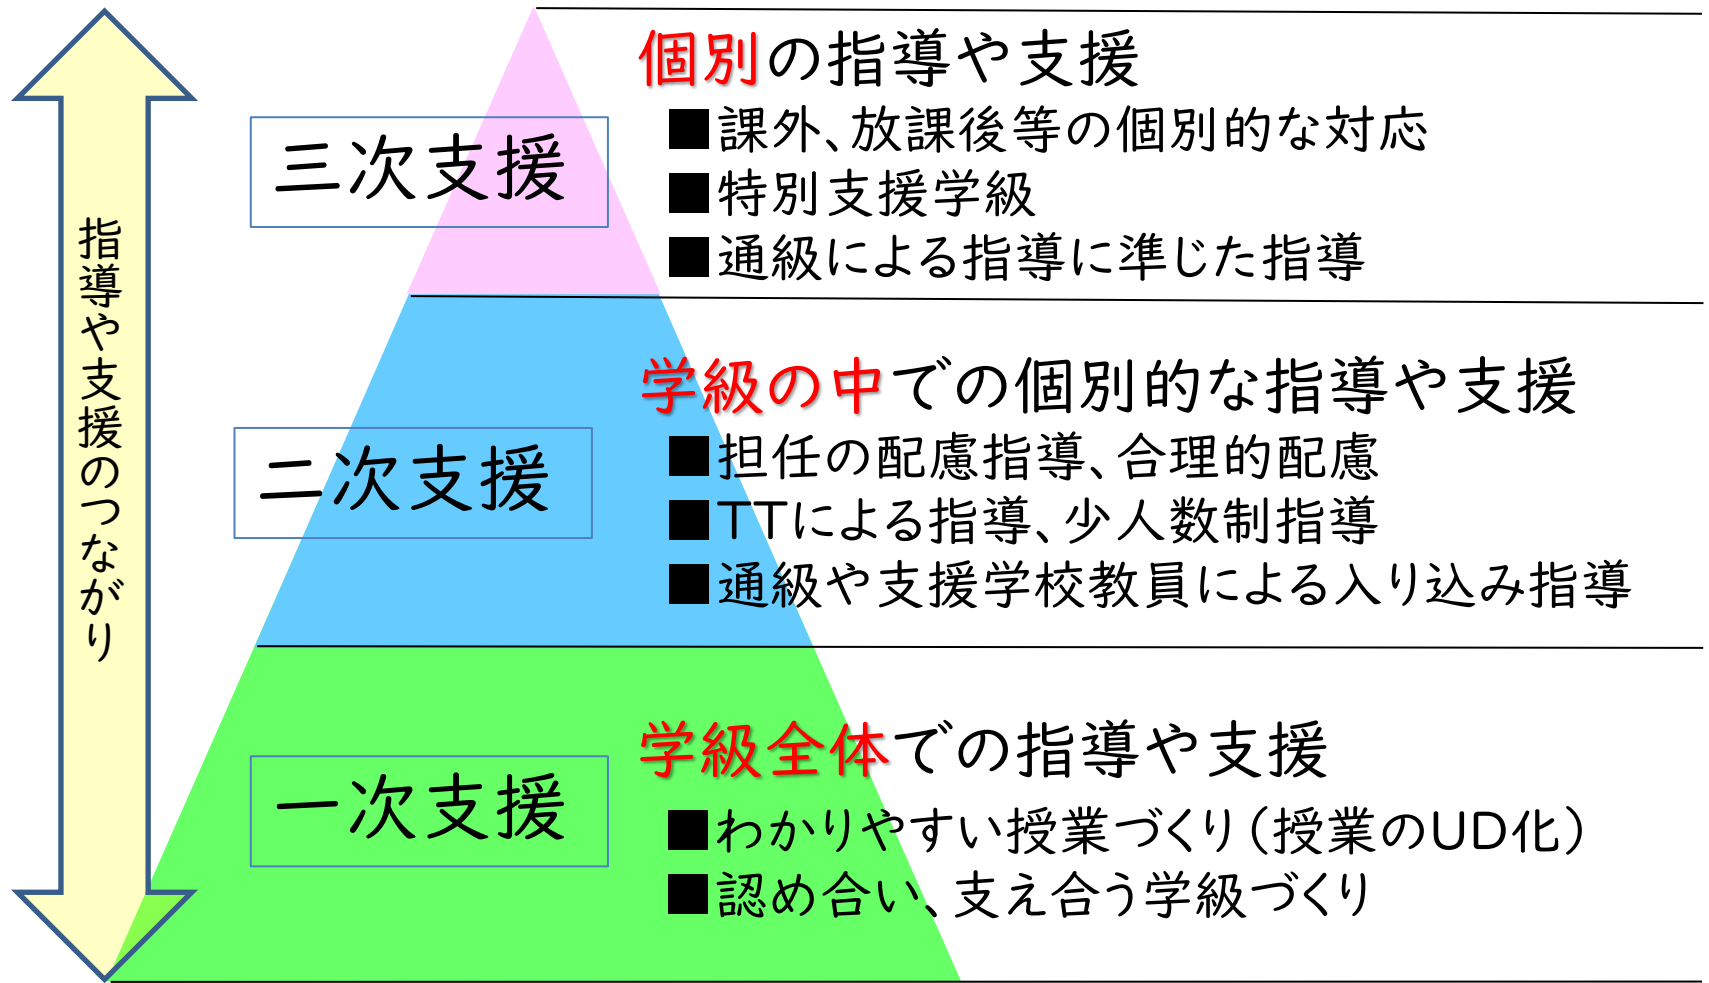 指導や支援のつながり
三次支援
個別の指導や支援
■課外、放課後等の個別的な対応
■特別支援学級
■通級による指導に準じた指導
二次支援
学級の中での個別的な指導や支援
■担任の配慮指導、合理的配慮
■TTによる指導、少人数制指導
■通級や支援学校教員による入り込み指導
一次支援
学級全体での指導や支援
■わかりやすい授業づくり（授業のUD化）
■認め合い、支え合う学級づくり